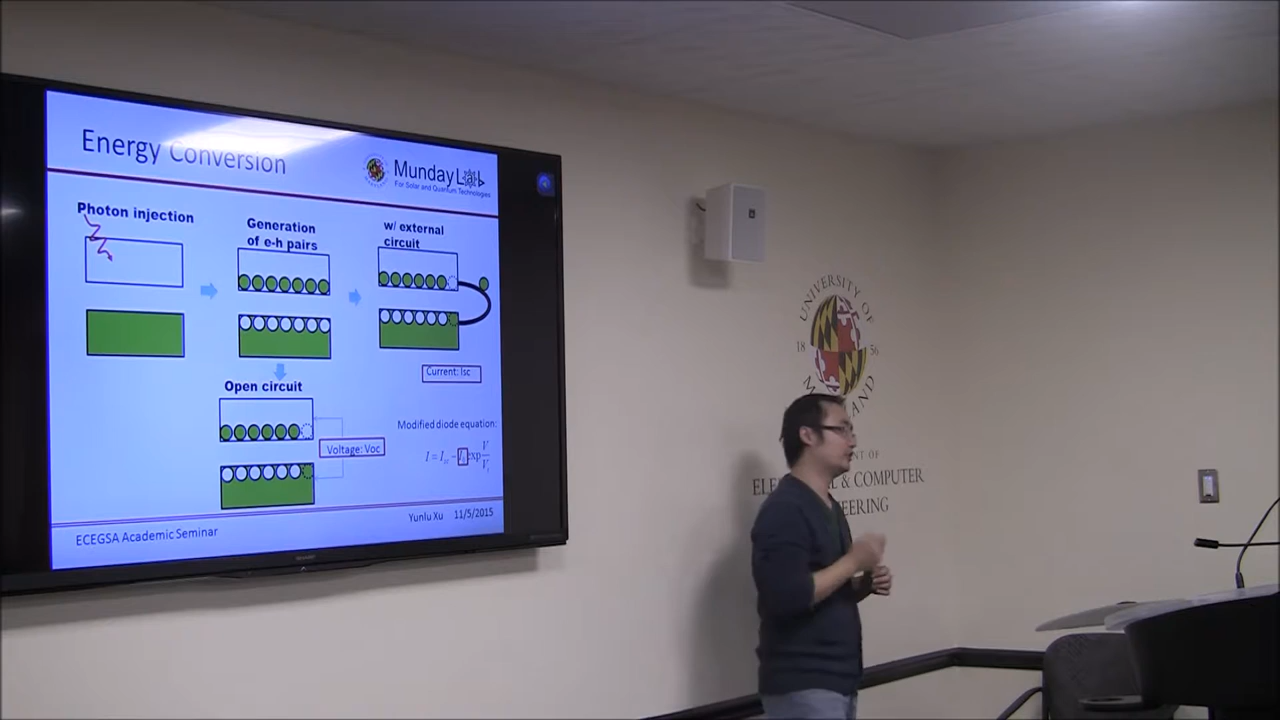 Energy Conversion
Munday Lab
For Solar and Quantum Technologies
Photon injection
Generation
of e-h pairs
w/ external
circuit
Current: Isc
Open circuit
Voltage: Voc
Modified diode equation:
Yunlu Xu 11/5/2015
ECEGSA Academic Seminar
UNIVERSITY OF
18 56
ENT OF
& COMPUTER